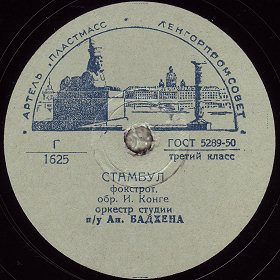 АРТЕЛЬ „ПЛАСТМАСС” ЛЕНГОРПРОМСОВЕТ
Г
1625
ГОСТ 5289-50
третий класс
СТАМБУЛ
фокстрот,
обр. И. Конге
оркестр студии
п/у Ан. БАДХЕНА